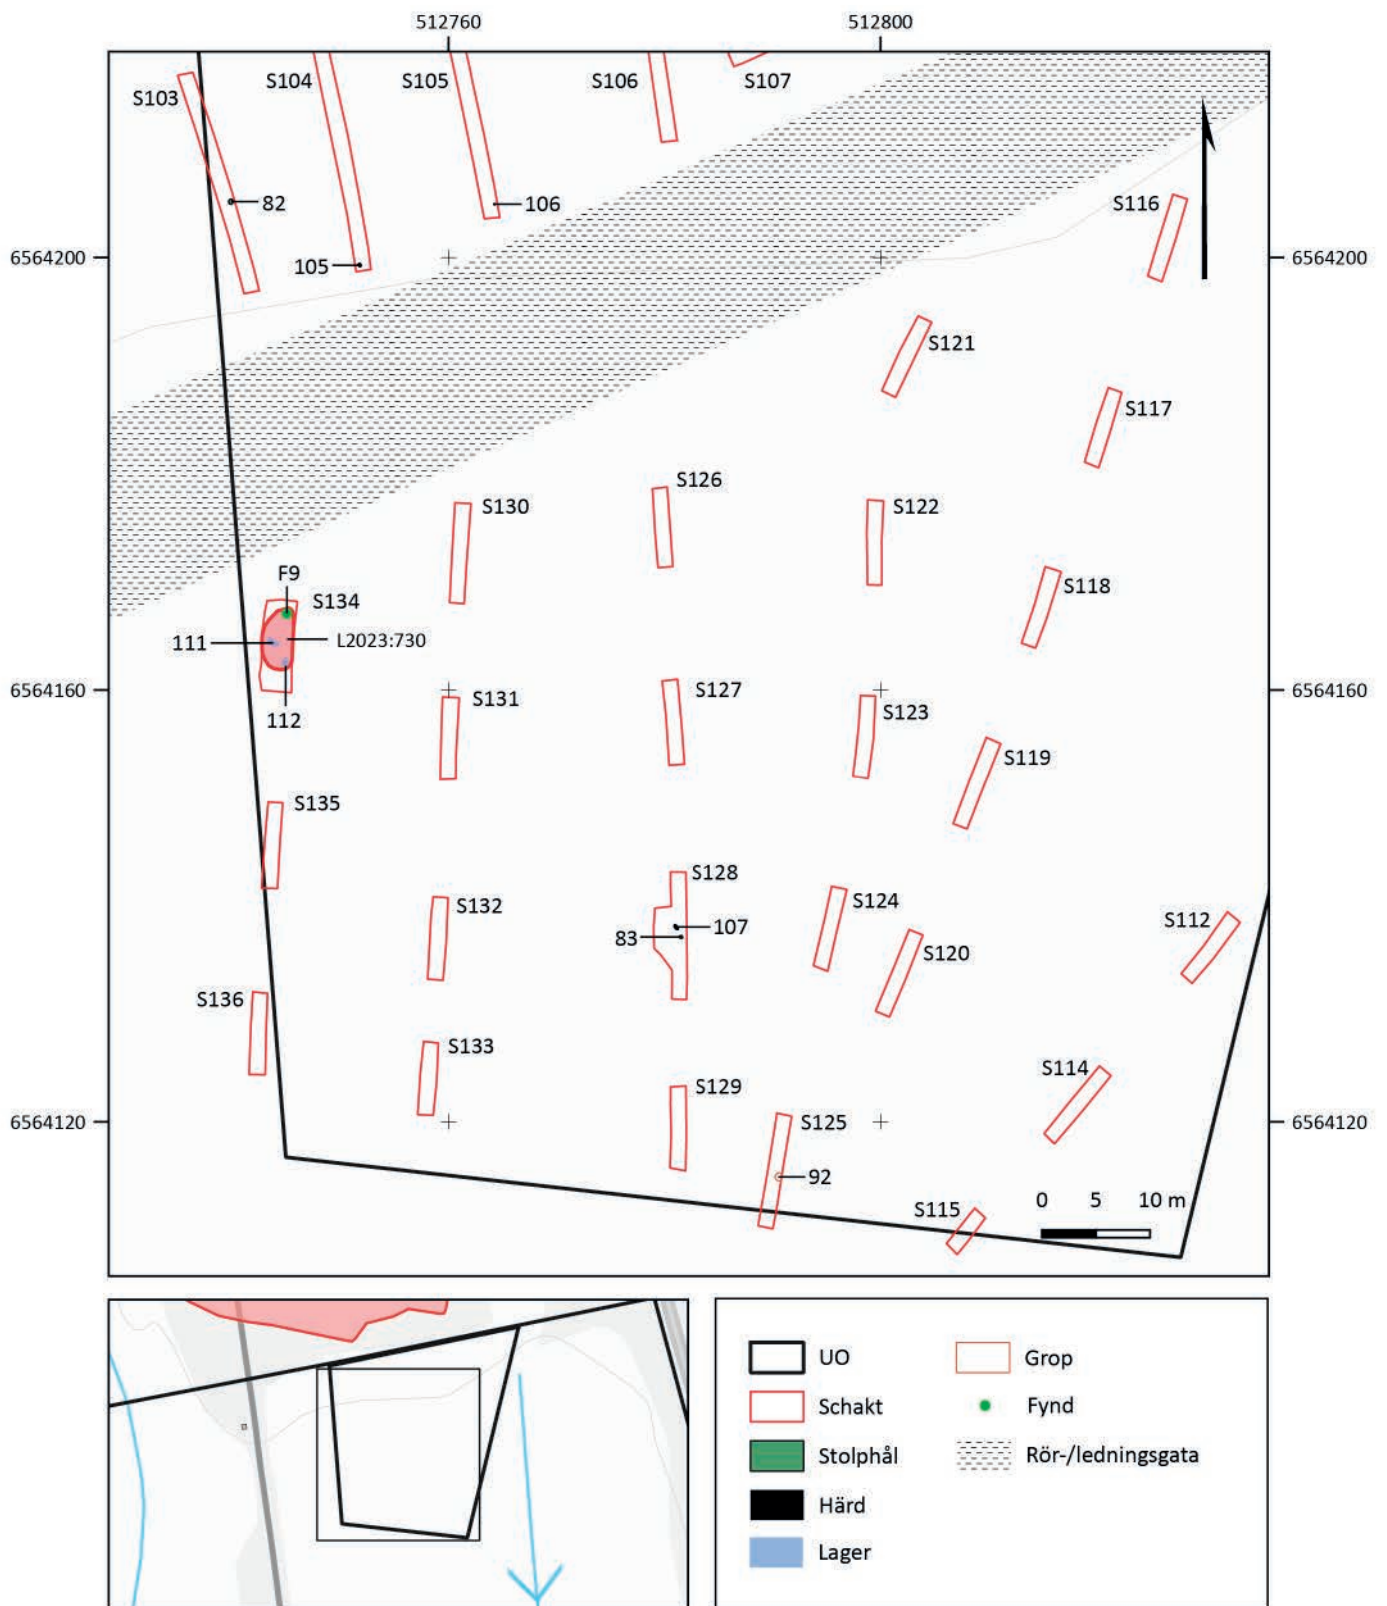 512760 512800
S103 S104 S105 S106 S107
82 106 S116
6564200 105 6564200
S121
S117
S126
S130 S122
F9 S118
S134
111 L2023:730
6564160 S127 6564160
112 S131 S123
S119
S135
S128
S132 S124 S112
83 107
S120
S136
S133
S114
S129
6564120 S125 6564120
92
0 5 10 m
S115
UO Grop
Schakt Fynd
Stolphål Rör-/ledningsgata
Härd
Lager